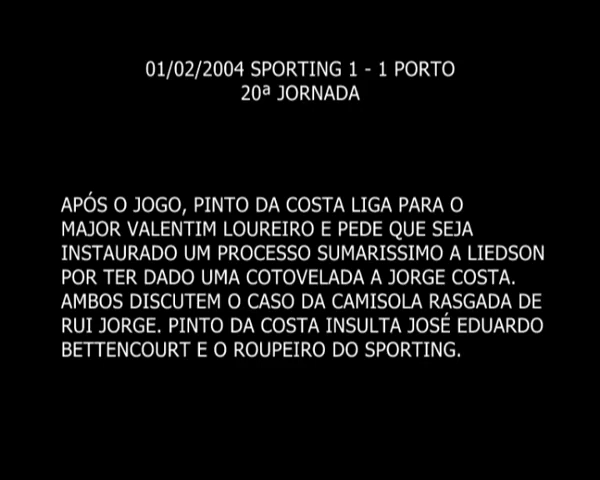 01/02/2004 SPORTING 1 - 1 PORTO
20ª JORNADA
APÓS O JOGO, PINTO DA COSTA LIGA PARA O
MAJOR VALENTIM LOUREIRO E PEDE QUE SEJA
INSTAURADO UM PROCESSO SUMARISSIMO A LIEDSON
POR TER DADO UMA COTOVELADA A JORGE COSTA.
AMBOS DISCUTEM O CASO DA CAMISOLA RASGADA DE
RUI JORGE. PINTO DA COSTA INSULTA JOSÉ EDUARDO
BETTENCOURT E O ROUPEIRO DO SPORTING.